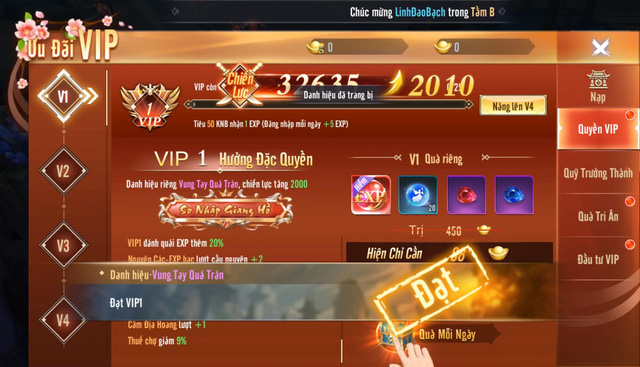 Chúc mừng LinhĐaoBạch trong Tầm B
Ưu Đãi VIP
0
0
V1
V2
V3
V4
1
VIP
VIP còn
Chiến Lực
32635
2010
Danh hiệu đã trang bị
Nâng lên V4
Tiêu 50 KNB nhận 1 EXP (Đăng nhập mỗi ngày +5 EXP)
VIP 1 Hưởng Đặc Quyền
Danh hiệu riêng Vung Tay Quá Trán, chiến lực tăng 2000
Sơ Nhập Giang Hồ
VIP1 đánh quái EXP thêm 20%
Nguyên Các-EXP hạc lượt cầu nguyện +2
Danh hiệu-Vung Tay Quá Trán
Đạt VIP1
Cấm Địa Hoang lượt +1
Thuế chợ giảm 9%
V1 Quà riêng
EXP
20
Trị 450
Hiện Chỉ Cần
Đạt
Quà Mỗi Ngày
Nạp
Quyền VIP
Quỹ Trưởng Thành
Quà Tri Ân
Đầu tư VIP